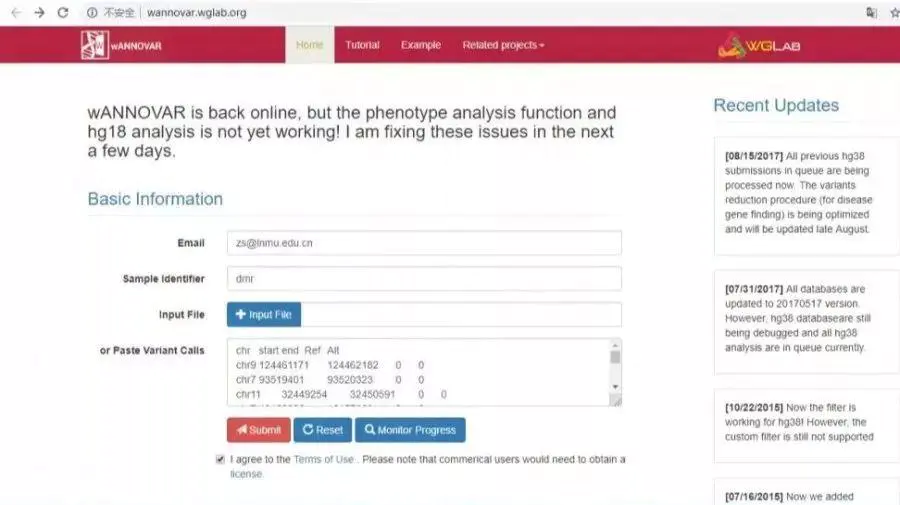 不安全 wannovar.wglab.org
wANNOVAR Home Tutorial Example Related projects WGLAB
wANNOVAR is back online, but the phenotype analysis function and
hg18 analysis is not yet working! I am fixing these issues in the next
a few days.
Basic Information
Email zs@lnmu.edu.cn
Sample Identifier dmr
Input File Input File
or Paste Variant Calls
chr start end Ref Alt
chr9 124461171 124462182 0 0
chr7 93519401 93520323 0 0
chr11 32449254 32450591 0 0
Submit Reset Monitor Progress
I agree to the Terms of Use . Please note that commerical users would need to obtain a
license.
Recent Updates
[08/15/2017] All previous hg38
submissions in queue are being
processed now. The variants
reduction procedure (for disease
gene finding) is being optimized
and will be updated late August.
[07/31/2017] All databases are
updated to 20170517 version.
However, hg38 databaseare still
being debugged and all hg38
analysis are in queue currently.
[10/22/2015] Now the filter is
working for hg38! However, the
custom filter is still not supported
[07/16/2015] Now we added